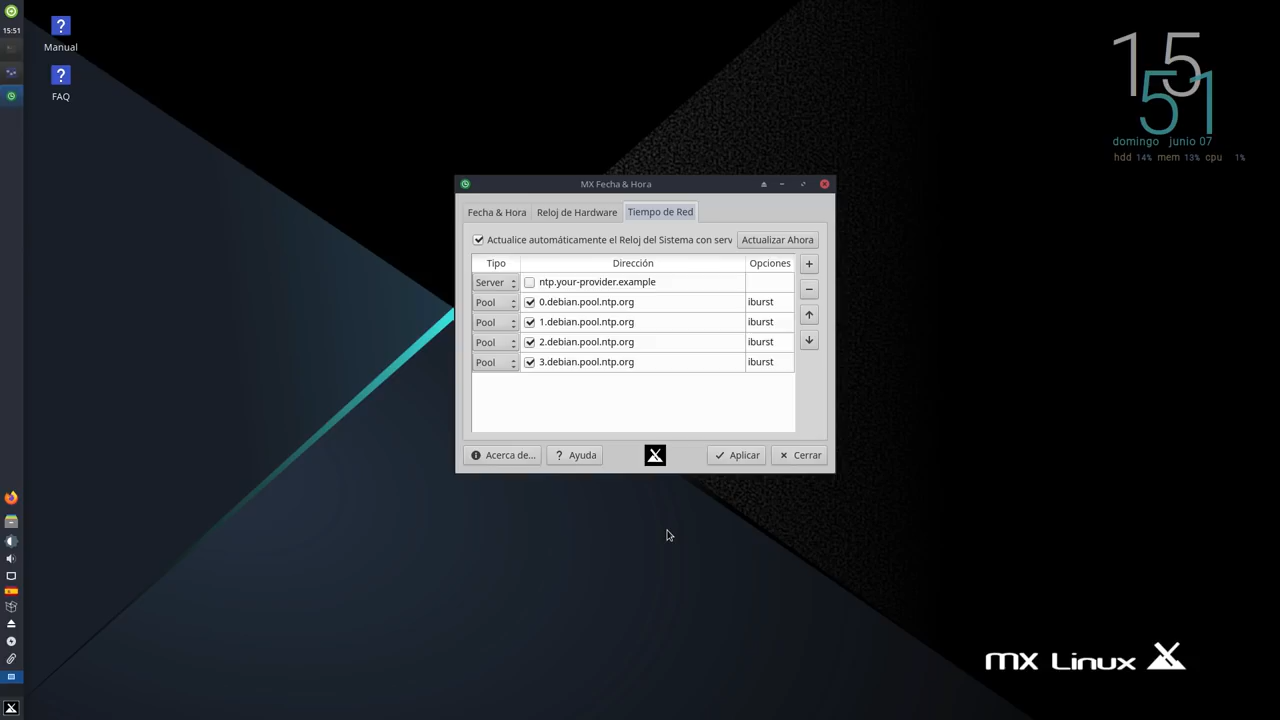 15:51
Manual
FAQ
15
51
domingo junio 07
hdd 14% mem 13% cpu 1%
MX Fecha & Hora
Fecha & Hora Reloj de Hardware Tiempo de Red
Actualice automáticamente el Reloj del Sistema con serv Actualizar Ahora
Tipo Dirección Opciones
Server ntp.your-provider.example
Pool 0.debian.pool.ntp.org iburst
Pool 1.debian.pool.ntp.org iburst
Pool 2.debian.pool.ntp.org iburst
Pool 3.debian.pool.ntp.org iburst
Acerca de... Ayuda Aplicar Cerrar
MX Linux